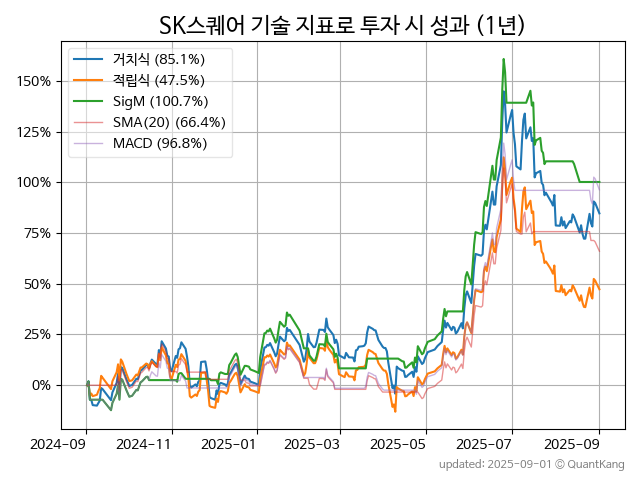 SK스퀘어 기술 지표로 투자 시 성과 (1년)
거치식 (85.1%)
적립식 (47.5%)
SigM (100.7%)
SMA(20) (66.4%)
MACD (96.8%)
150%
125%
100%
75%
50%
25%
0%
2024-09 2024-11 2025-01 2025-03 2025-05 2025-07 2025-09
updated: 2025-09-01 © QuantKang